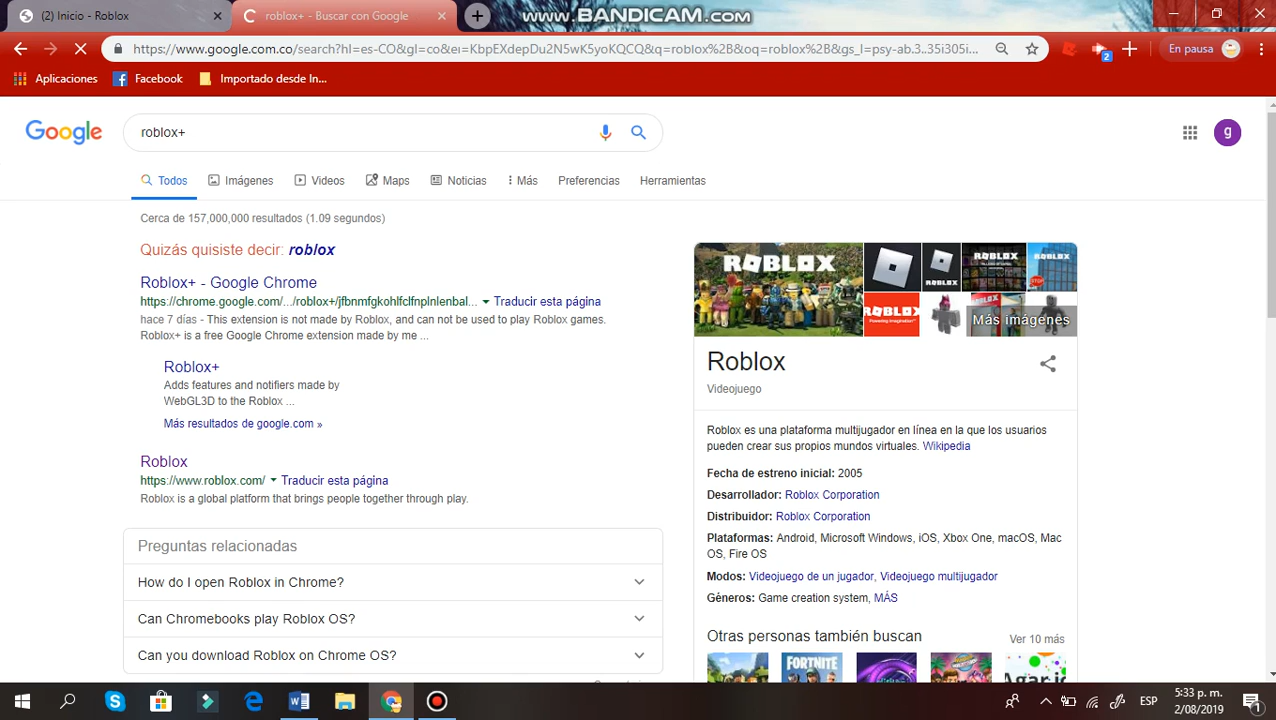 (2) Inicio - Roblox
roblox+ - Buscar con Google
www.BANDICAM.com
https://www.google.com.co/search?hl=es-CO&gl=co&ei=KbpEXdepDu2N5wK5yoKQCQ&q=roblox%2B&oq=roblox%2B&gs_l=psy-ab.3..35i305i...
2
En pausa
Aplicaciones
Facebook
Importado desde In...
Google
roblox+
g
Todos
Imágenes
Videos
Maps
Noticias
Más
Preferencias
Herramientas
Cerca de 157,000,000 resultados (1.09 segundos)
Quizás quisiste decir: roblox
Roblox+ - Google Chrome
https://chrome.google.com/.../roblox+/jfbnmfgkohlfclfnplnlenbal... Traducir esta página
hace 7 días - This extension is not made by Roblox, and can not be used to play Roblox games.
Roblox+ is a free Google Chrome extension made by me ...
Roblox+
Adds features and notifiers made by
WebGL3D to the Roblox ...
Más resultados de google.com »
Roblox
https://www.roblox.com/ Traducir esta página
Roblox is a global platform that brings people together through play.
Preguntas relacionadas
How do I open Roblox in Chrome?
Can Chromebooks play Roblox OS?
Can you download Roblox on Chrome OS?
ROBLOX
ROBLOX
ROBLOX
ROBLOX
ROBLOX
Más imágenes
Roblox
Videojuego
Roblox es una plataforma multijugador en línea en la que los usuarios
pueden crear sus propios mundos virtuales. Wikipedia
Fecha de estreno inicial: 2005
Desarrollador: Roblox Corporation
Distribuidor: Roblox Corporation
Plataformas: Android, Microsoft Windows, iOS, Xbox One, macOS, Mac
OS, Fire OS
Modos: Videojuego de un jugador, Videojuego multijugador
Géneros: Game creation system, MÁS
Otras personas también buscan
Ver 10 más
FORTNITE
ESP
5:33 p. m.
2/08/2019
1